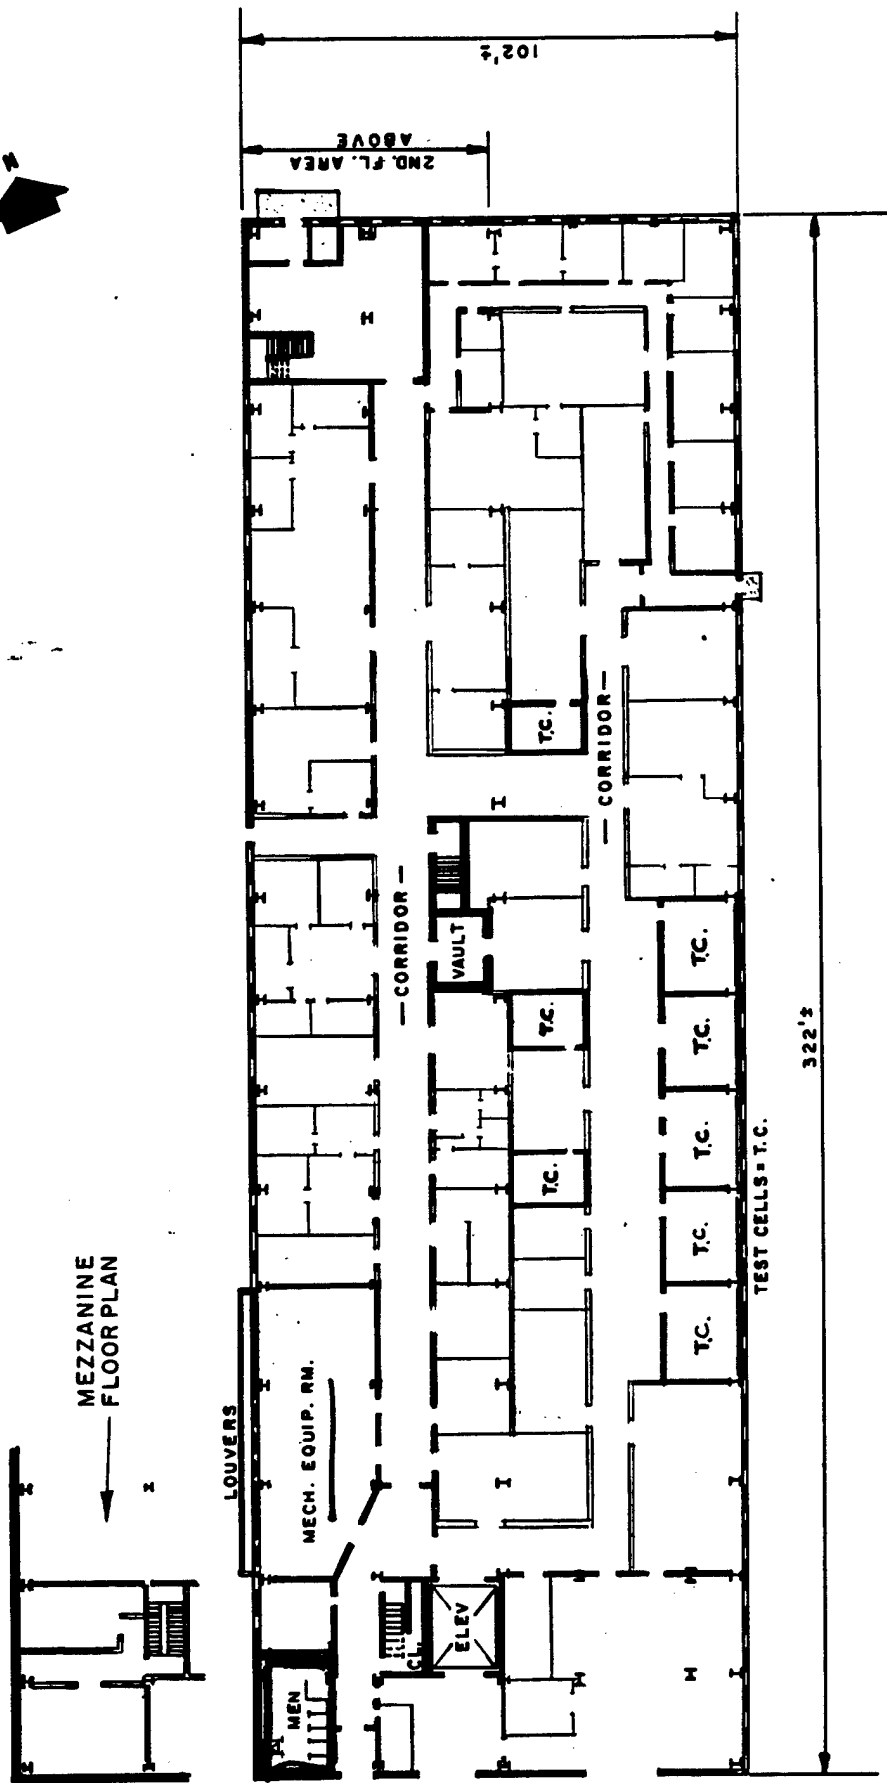 N
102'±
2ND. FL. AREA
ABOVE
T.C.
— CORRIDOR —
— CORRIDOR —
VAULT
T.C.
T.C.
T.C.
T.C.
T.C.
T.C.
T.C.
322'±
TEST CELLS = T.C.
MEZZANINE
FLOOR PLAN
LOUVERS
MECH. EQUIP. RM.
CL.
ELEV
MEN